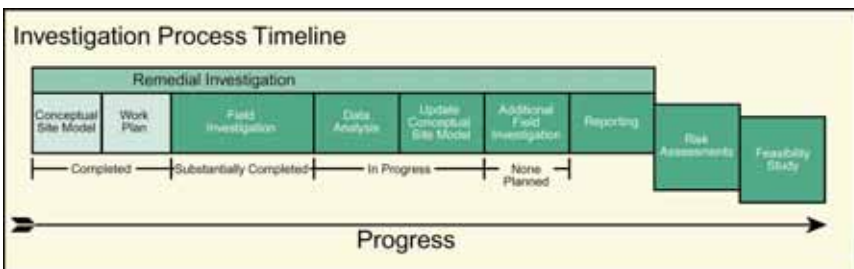 Investigation Process Timeline
Remedial Investigation
Conceptual
Site Model
Work
Plan
Field
Investigation
Data
Analysis
Update
Conceptual
Site Model
Additional
Field
Investigation
Reporting
Risk
Assessments
Feasibility
Study
Completed
Substantially Completed
In Progress
None
Planned
Progress